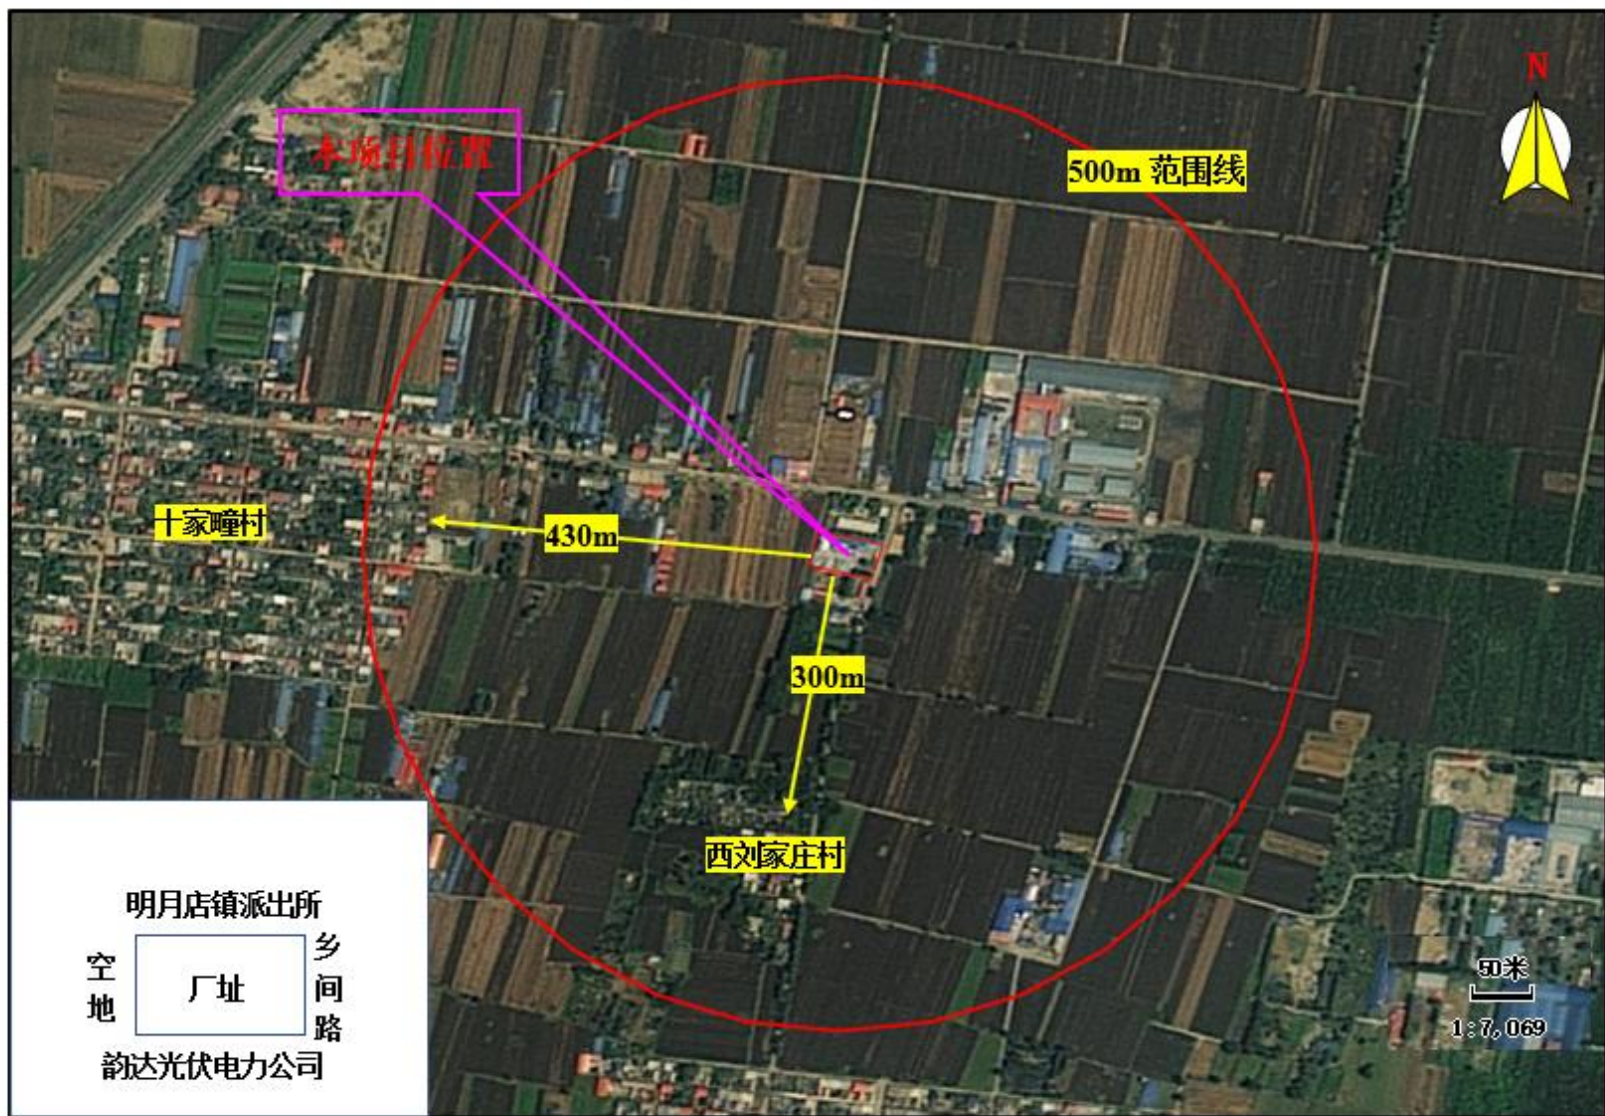 N
本项目位置
500m 范围线
十家疃村
430m
300m
西刘家庄村
明月店镇派出所
空地
厂址
乡间路
韵达光伏电力公司
50米
1:7,069